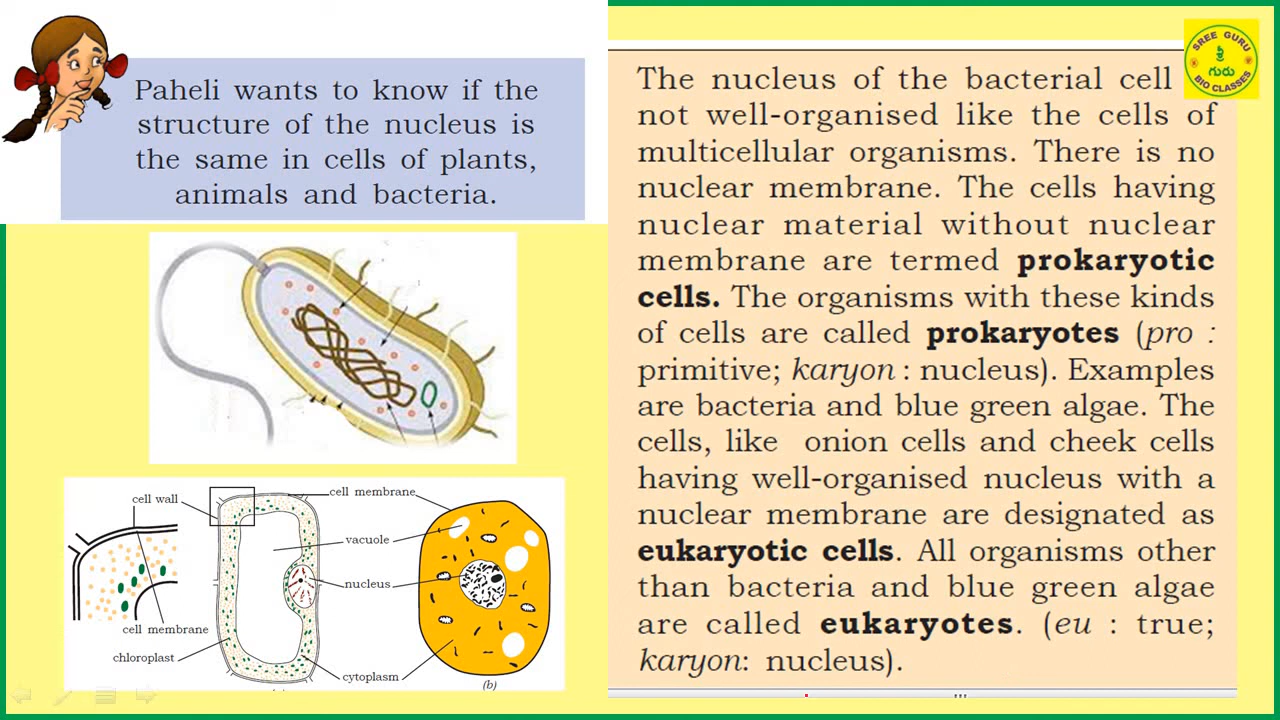 Paheli wants to know if the
structure of the nucleus is
the same in cells of plants,
animals and bacteria.
cell wall
cell membrane
vacuole
nucleus
cell membrane
chloroplast
cytoplasm
(b)
SREE GURU
శ్రీ
గురు
BIO CLASSES
The nucleus of the bacterial cell
not well-organised like the cells of
multicellular organisms. There is no
nuclear membrane. The cells having
nuclear material without nuclear
membrane are termed prokaryotic
cells. The organisms with these kinds
of cells are called prokaryotes (pro :
primitive; karyon : nucleus). Examples
are bacteria and blue green algae. The
cells, like onion cells and cheek cells
having well-organised nucleus with a
nuclear membrane are designated as
eukaryotic cells. All organisms other
than bacteria and blue green algae
are called eukaryotes. (eu : true;
karyon: nucleus).